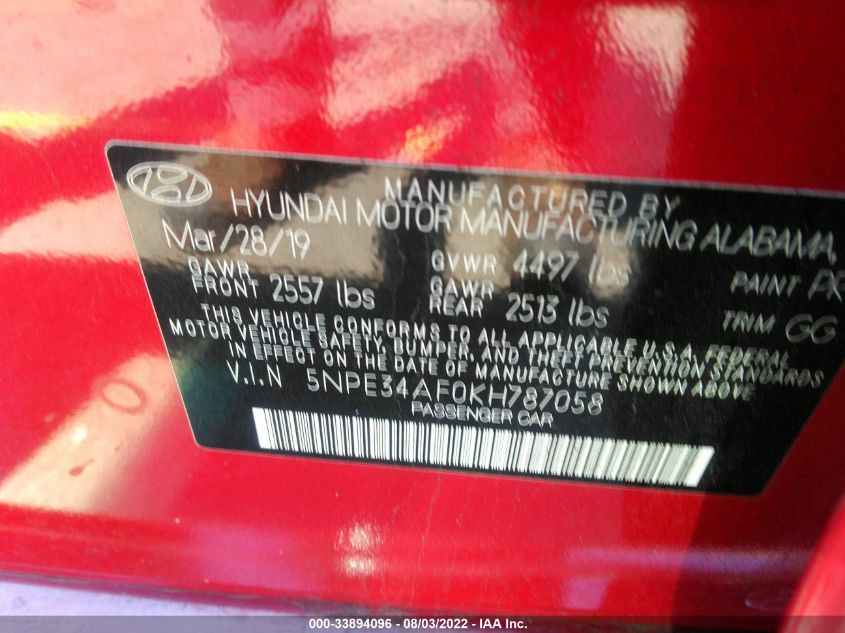 MANUFACTURED BY
HYUNDAI MOTOR MANUFACTURING ALABAMA,
Mar/28/19
GAWR FRONT 2557 lbs
GVWR 4497 lbs
GAWR REAR 2513 lbs
PAINT PR
TRIM GG
THIS VEHICLE CONFORMS TO ALL APPLICABLE U.S.A. FEDERAL
MOTOR VEHICLE SAFETY, BUMPER, AND THEFT PREVENTION STANDARDS
IN EFFECT ON THE DATE OF MANUFACTURE SHOWN ABOVE
V.I.N 5NPE34AF0KH787058
PASSENGER CAR
000-33894096 - 08/03/2022 - IAA Inc.